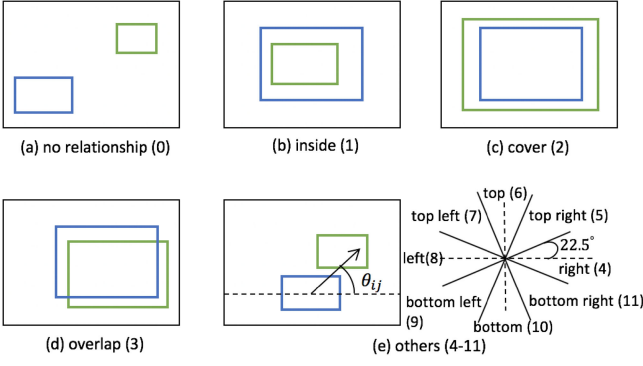 (a) no relationship (0)
(b) inside (1)
(c) cover (2)
top (6)
top left (7)
top right (5)
22.5°
left(8)
right (4)
θij
bottom left
(9)
bottom right (11)
bottom (10)
(d) overlap (3)
(e) others (4-11)